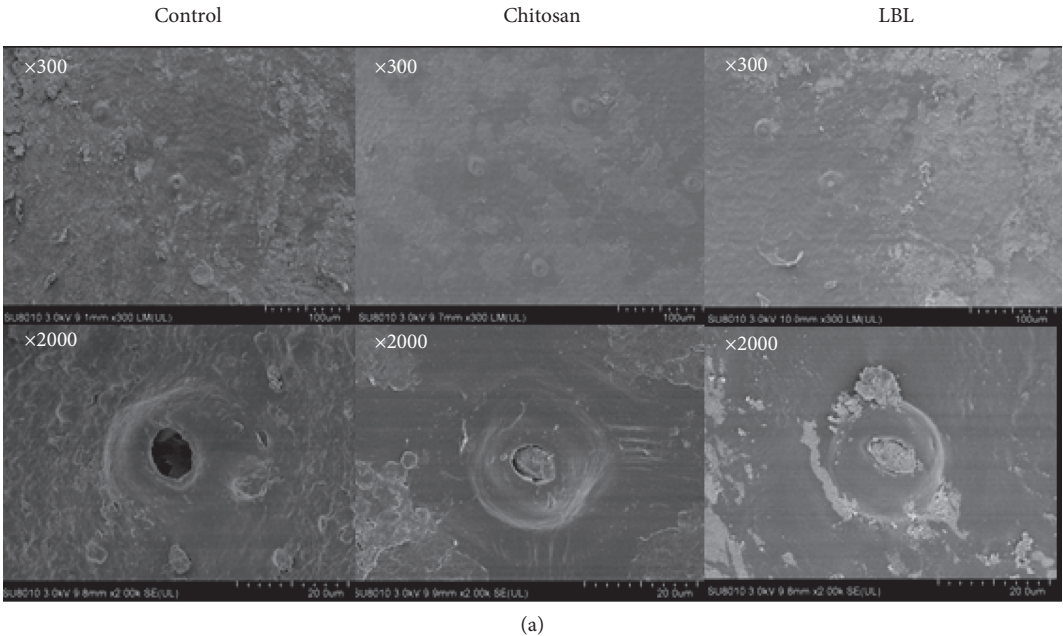 Control Chitosan LBL
×300 ×300 ×300
SU8010 3.0kV 9.1mm x300 LM(UL) 100um SU8010 3.0kV 9.7mm x300 LM(UL) 100um SU8010 3.0kV 10.0mm x300 LM(UL) 100um
×2000 ×2000 ×2000
SU8010 3.0kV 9.8mm x2.00k SE(UL) 20.0um SU8010 3.0kV 9.9mm x2.00k SE(UL) 20.0um SU8010 3.0kV 9.8mm x2.00k SE(UL) 20.0um
(a)